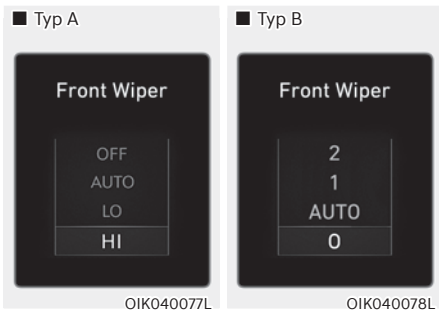 ■ Typ A
Front Wiper
OFF
AUTO
LO
HI
OIK040077L
■ Typ B
Front Wiper
2
1
AUTO
0
OIK040078L